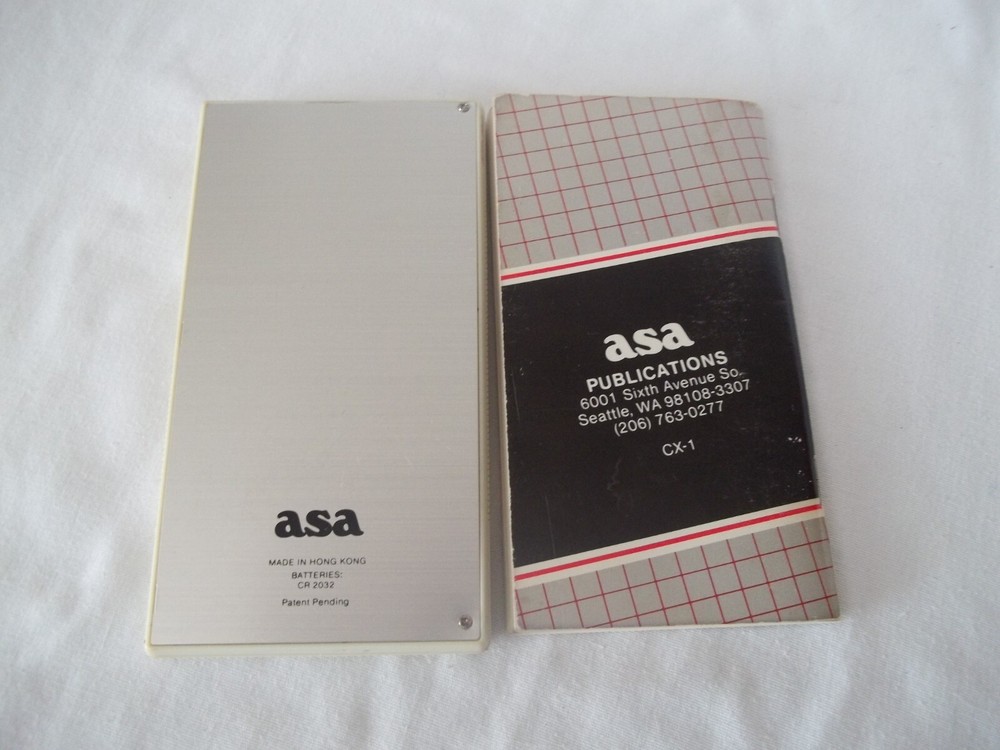 asa
MADE IN HONG KONG
BATTERIES:
CR 2032
Patent Pending
asa
PUBLICATIONS
6001 Sixth Avenue So.
Seattle, WA 98108-3307
(206) 763-0277
CX-1